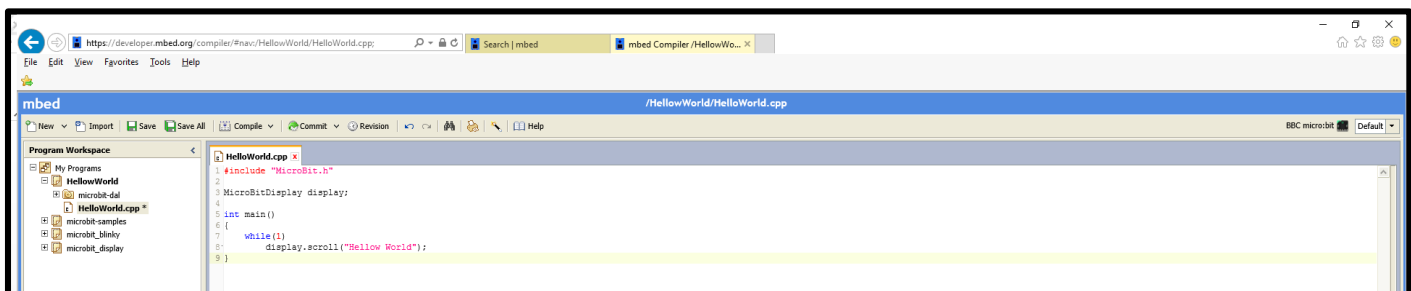 https://developer.mbed.org/compiler/#nav:/HellowWorld/HelloWorld.cpp;
Search | mbed
mbed Compiler /HellowWo...
File Edit View Favorites Tools Help
mbed
/HellowWorld/HelloWorld.cpp
New Import Save Save All Compile Commit Revision Help
BBC micro:bit Default
Program Workspace
My Programs
HellowWorld
microbit-dal
HelloWorld.cpp *
microbit-samples
microbit_blinky
microbit_display
HelloWorld.cpp
1 #include "MicroBit.h"
2
3 MicroBitDisplay display;
4
5 int main()
6 {
7 while(1)
8 display.scroll("Hellow World");
9 }